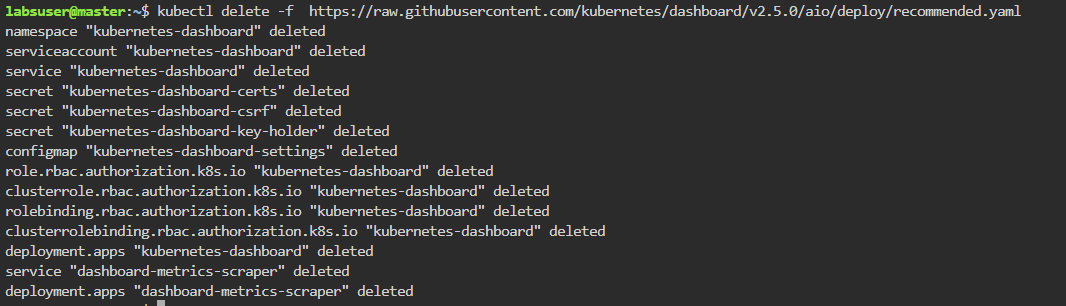 labsuser@master:~$ kubectl delete -f  https://raw.githubusercontent.com/kubernetes/dashboard/v2.5.0/aio/deploy/recommended.yaml
namespace "kubernetes-dashboard" deleted
serviceaccount "kubernetes-dashboard" deleted
service "kubernetes-dashboard" deleted
secret "kubernetes-dashboard-certs" deleted
secret "kubernetes-dashboard-csrf" deleted
secret "kubernetes-dashboard-key-holder" deleted
configmap "kubernetes-dashboard-settings" deleted
role.rbac.authorization.k8s.io "kubernetes-dashboard" deleted
clusterrole.rbac.authorization.k8s.io "kubernetes-dashboard" deleted
rolebinding.rbac.authorization.k8s.io "kubernetes-dashboard" deleted
clusterrolebinding.rbac.authorization.k8s.io "kubernetes-dashboard" deleted
deployment.apps "kubernetes-dashboard" deleted
service "dashboard-metrics-scraper" deleted
deployment.apps "dashboard-metrics-scraper" deleted